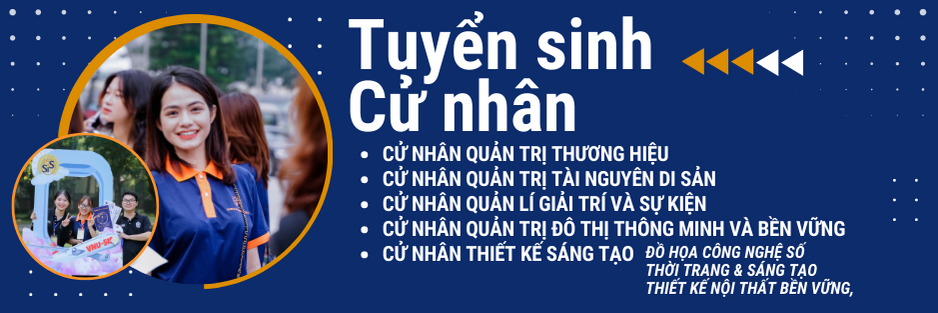 Tuyển sinh
Cử nhân
• CỬ NHÂN QUẢN TRỊ THƯƠNG HIỆU
• CỬ NHÂN QUẢN TRỊ TÀI NGUYÊN DI SẢN
• CỬ NHÂN QUẢN LÍ GIẢI TRÍ VÀ SỰ KIỆN
• CỬ NHÂN QUẢN TRỊ ĐÔ THỊ THÔNG MINH VÀ BỀN VỮNG
• CỬ NHÂN THIẾT KẾ SÁNG TẠO
ĐỒ HỌA CÔNG NGHỆ SỐ
THỜI TRANG & SÁNG TẠO
THIẾT KẾ NỘI THẤT BỀN VỮNG,
SIS